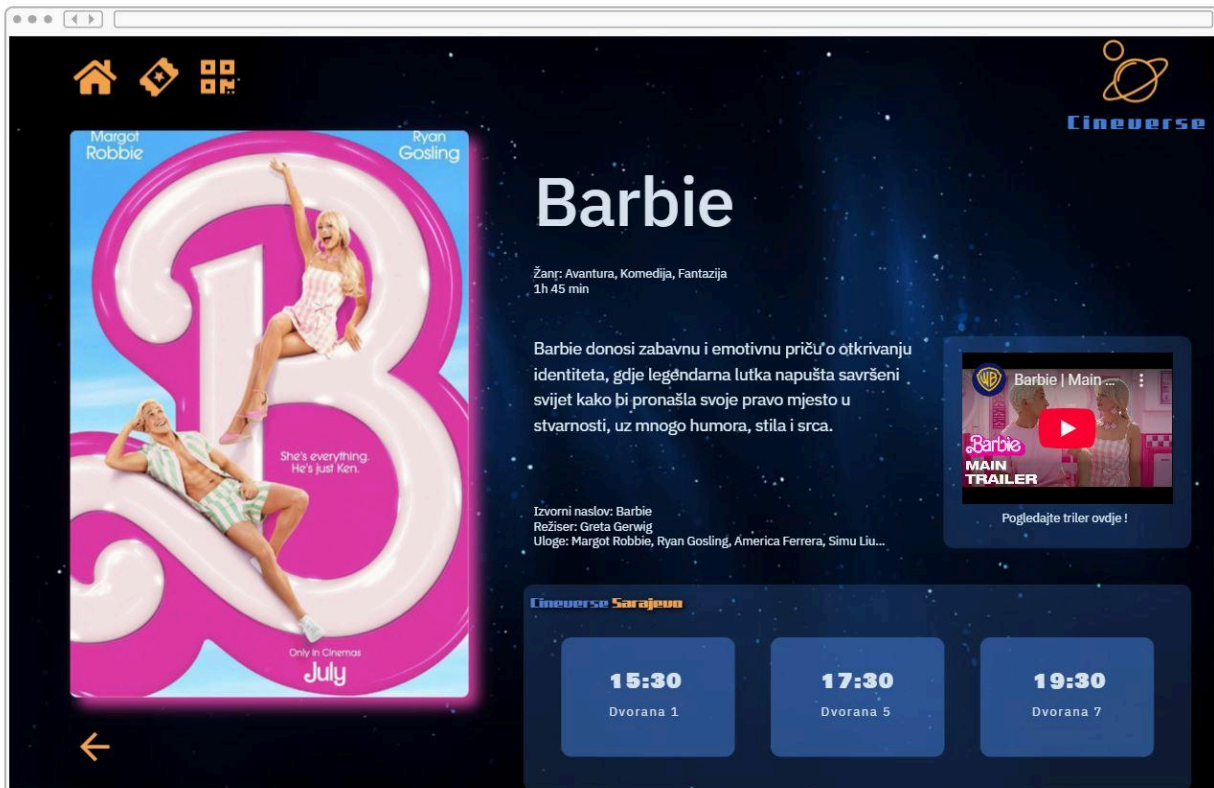 Cineverse
Margot
Robbie
Ryan
Gosling
She's everything.
He's just Ken.
Only in Cinemas
July
Barbie
Žanr: Avantura, Komedija, Fantazija
1h 45 min
Barbie donosi zabavnu i emotivnu priču o otkrivanju
identiteta, gdje legendarna lutka napušta savršeni
svijet kako bi pronašla svoje pravo mjesto u
stvarnosti, uz mnogo humora, stila i srca.
Izvorni naslov: Barbie
Režiser: Greta Gerwig
Uloge: Margot Robbie, Ryan Gosling, America Ferrera, Simu Liu...
WB
Barbie | Main ...
Barbie
MAIN
TRAILER
Pogledajte triler ovdje !
Cineverse Sarajevo
15:30
Dvorana 1
17:30
Dvorana 5
19:30
Dvorana 7